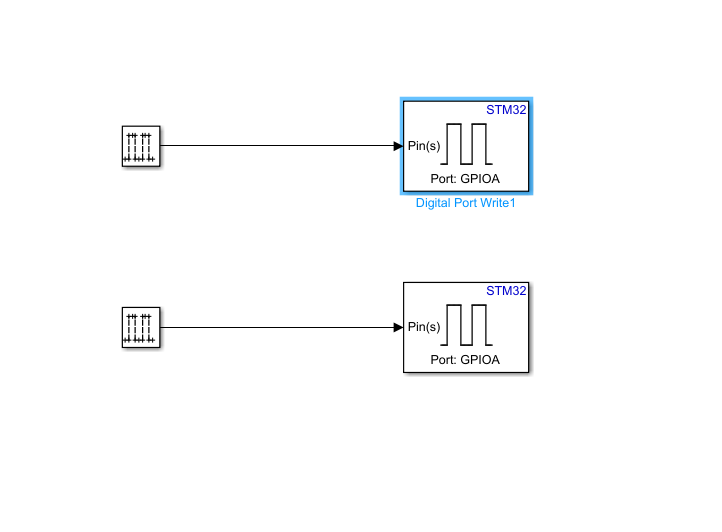 STM32
Pin(s)
Port: GPIOA
Digital Port Write1
STM32
Pin(s)
Port: GPIOA